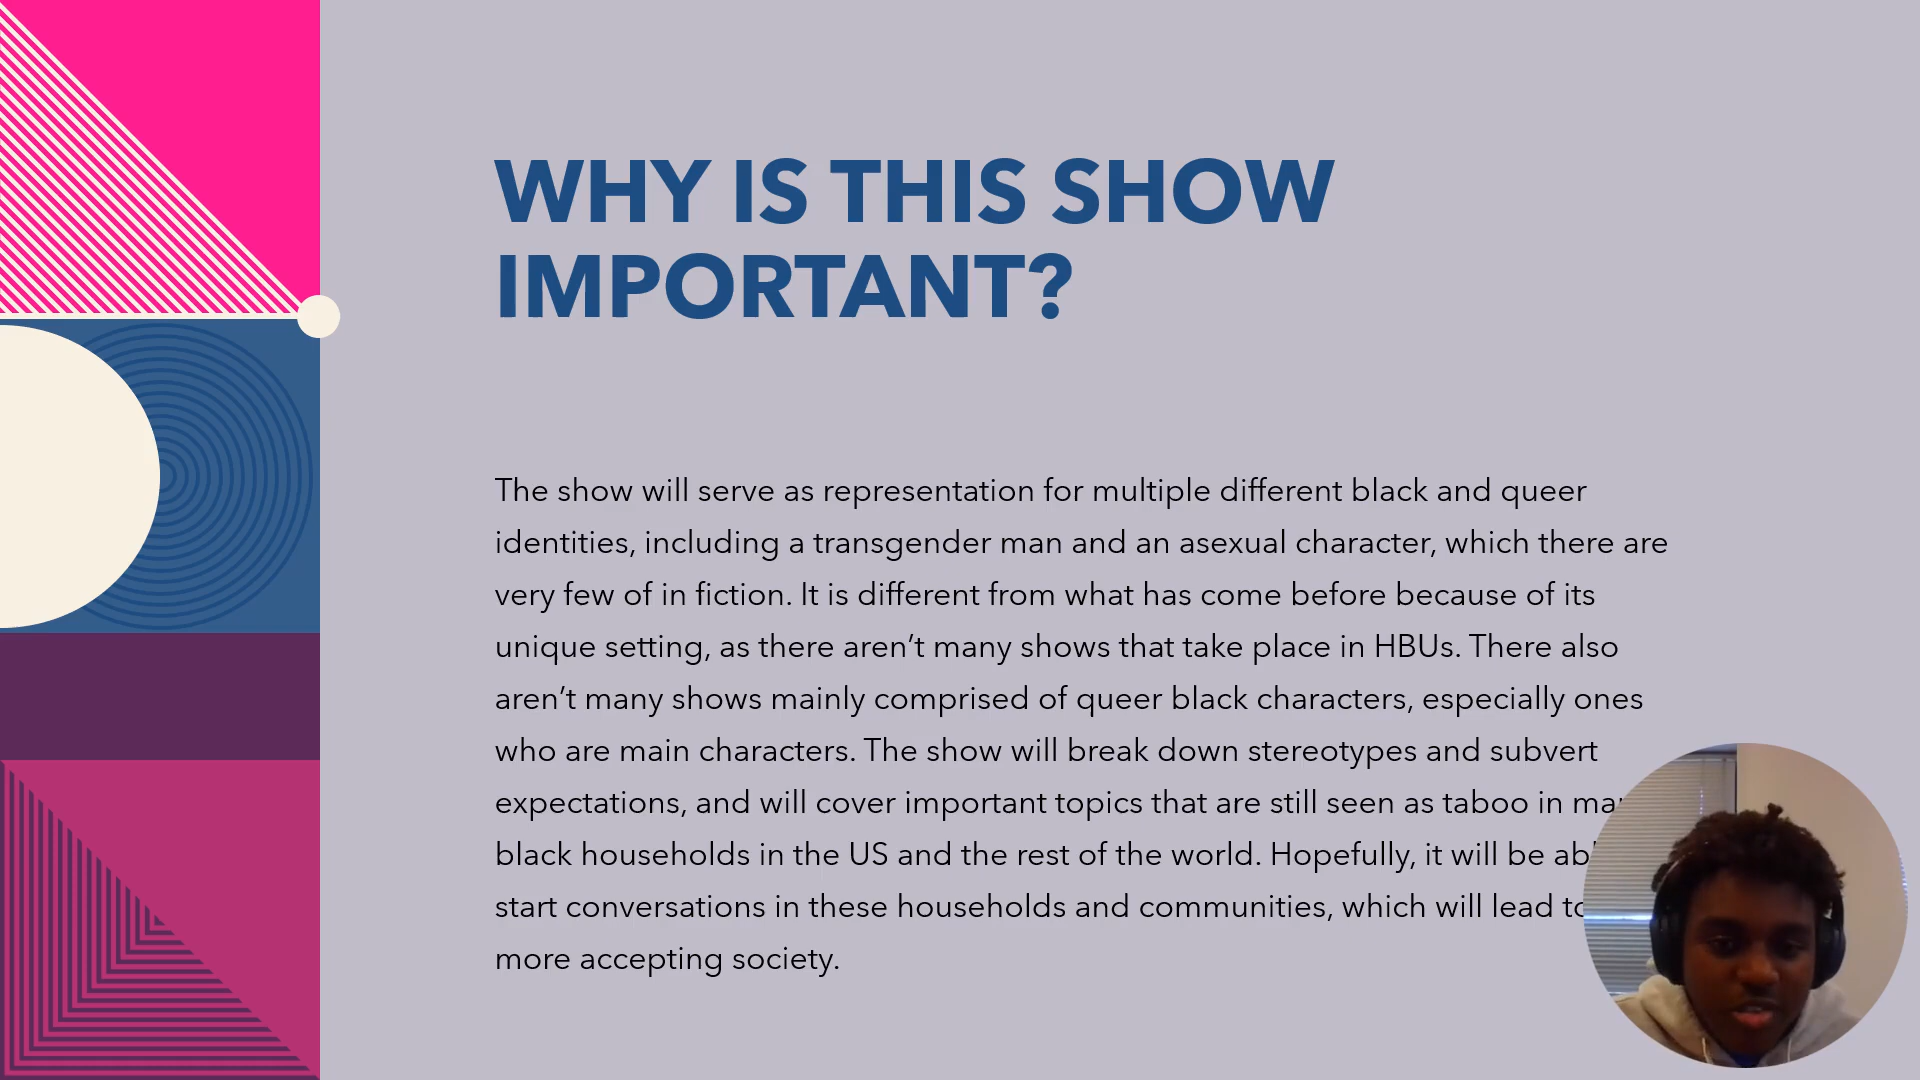 WHY IS THIS SHOW
IMPORTANT?
The show will serve as representation for multiple different black and queer
identities, including a transgender man and an asexual character, which there are
very few of in fiction. It is different from what has come before because of its
unique setting, as there aren’t many shows that take place in HBUs. There also
aren’t many shows mainly comprised of queer black characters, especially ones
who are main characters. The show will break down stereotypes and subvert
expectations, and will cover important topics that are still seen as taboo in
black households in the US and the rest of the world. Hopefully, it will be
start conversations in these households and communities, which will lead
more accepting society.